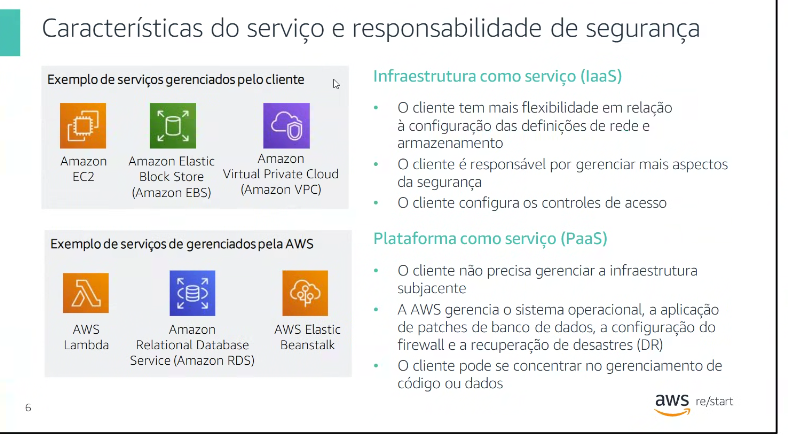 Características do serviço e responsabilidade de segurança
Exemplo de serviços gerenciados pelo cliente
Amazon
EC2
Amazon Elastic
Block Store
(Amazon EBS)
Amazon
Virtual Private Cloud
(Amazon VPC)
Exemplo de serviços de gerenciados pela AWS
AWS
Lambda
Amazon
Relational Database
Service (Amazon RDS)
AWS Elastic
Beanstalk
Infraestrutura como serviço (IaaS)
• O cliente tem mais flexibilidade em relação
à configuração das definições de rede e
armazenamento
• O cliente é responsável por gerenciar mais aspectos
da segurança
• O cliente configura os controles de acesso
Plataforma como serviço (PaaS)
• O cliente não precisa gerenciar a infraestrutura
subjacente
• A AWS gerencia o sistema operacional, a aplicação
de patches de banco de dados, a configuração do
firewall e a recuperação de desastres (DR)
• O cliente pode se concentrar no gerenciamento de
código ou dados
6
aws re/start